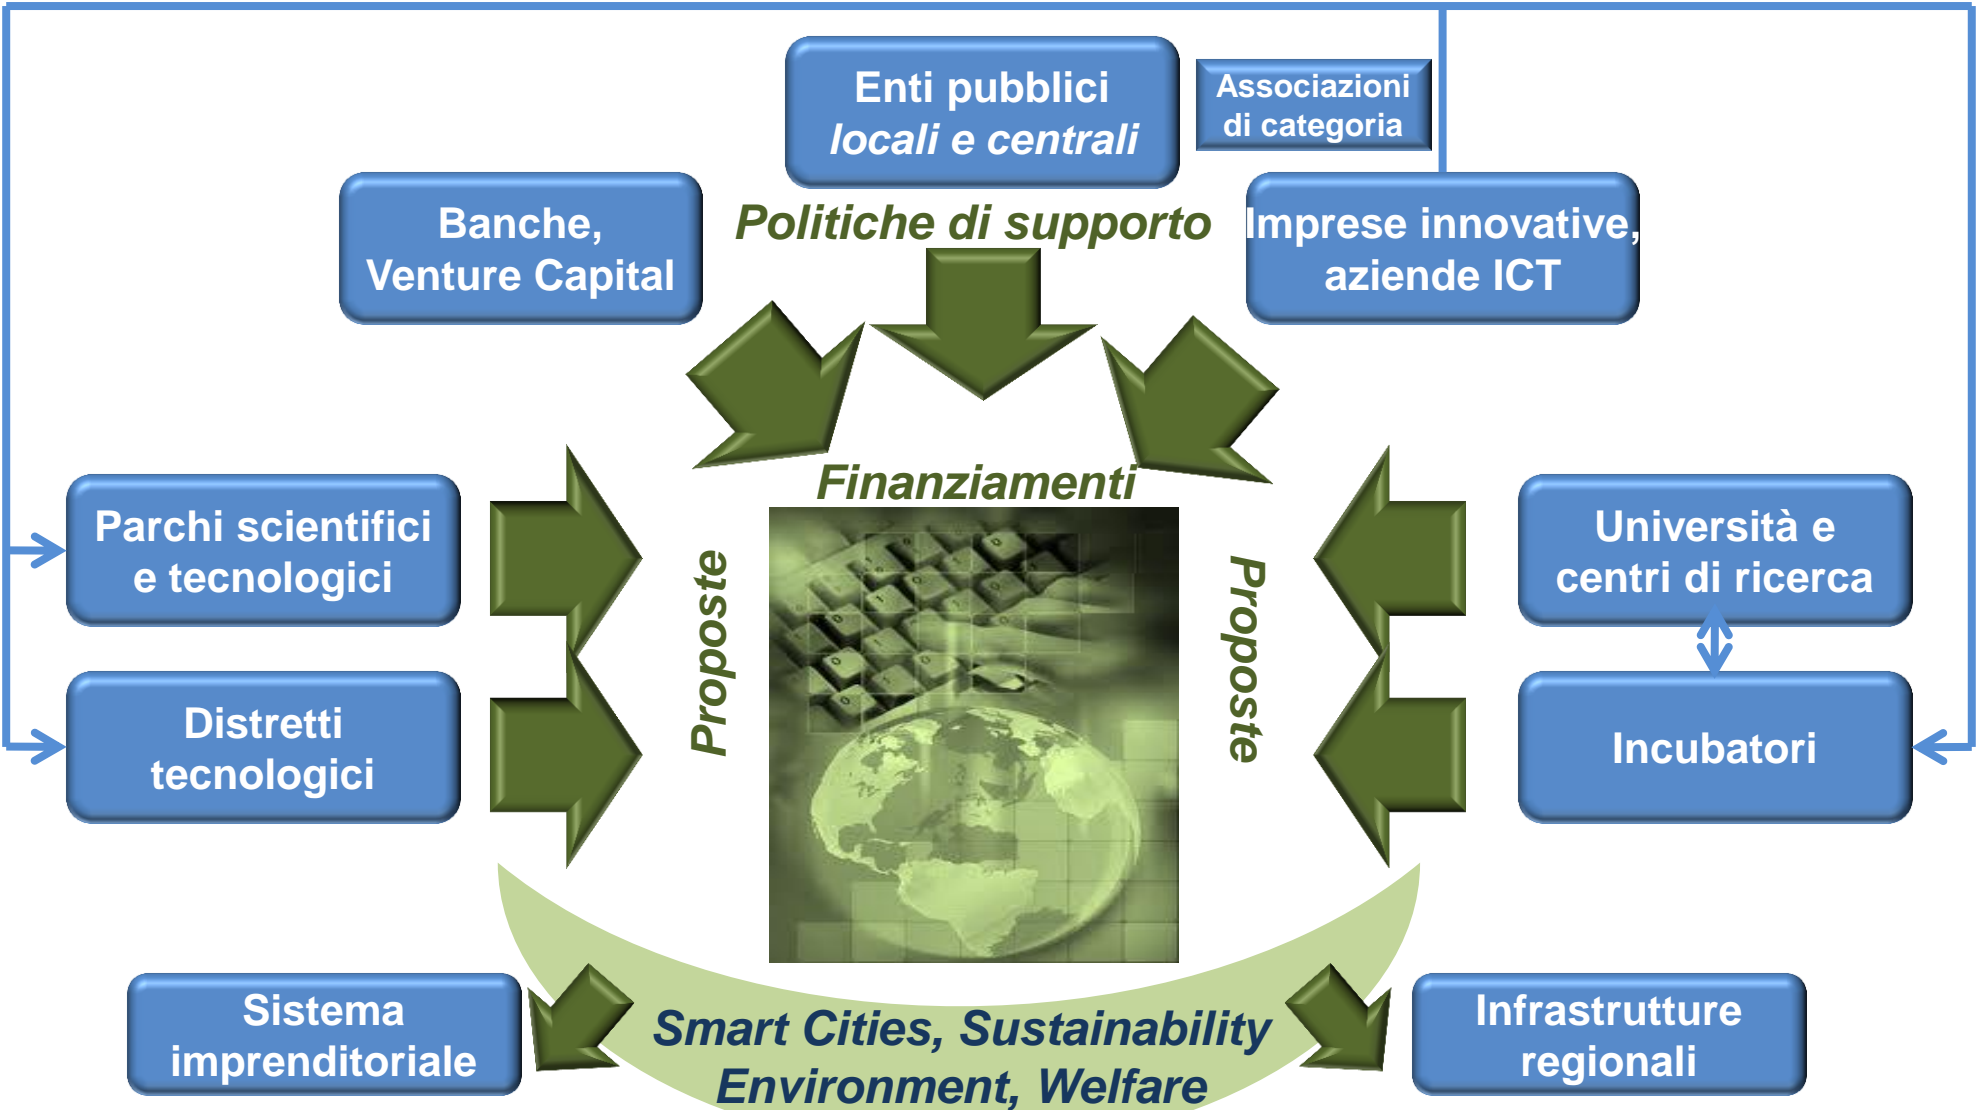 Enti pubblici
locali e centrali
Associazioni
di categoria
Banche,
Venture Capital
Politiche di supporto
Imprese innovative,
aziende ICT
Finanziamenti
Parchi scientifici
e tecnologici
Proposte
Proposte
Università e
centri di ricerca
Distretti
tecnologici
Incubatori
Sistema
imprenditoriale
Smart Cities, Sustainability
Environment, Welfare
Infrastrutture
regionali